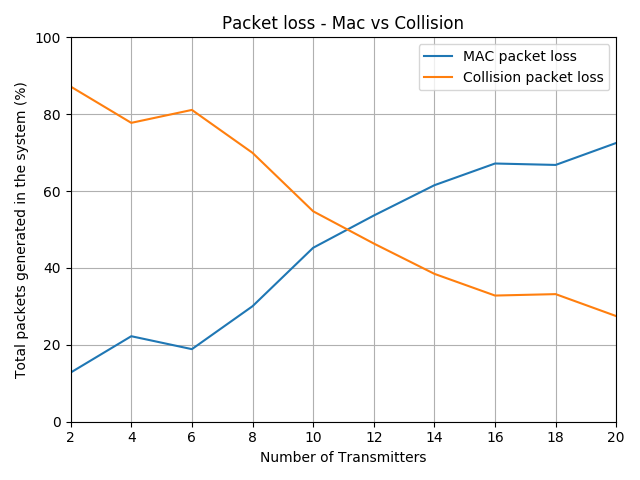 Packet loss - Mac vs Collision
MAC packet loss
Collision packet loss
Total packets generated in the system (%)
100
80
60
40
20
0
2 4 6 8 10 12 14 16 18 20
Number of Transmitters